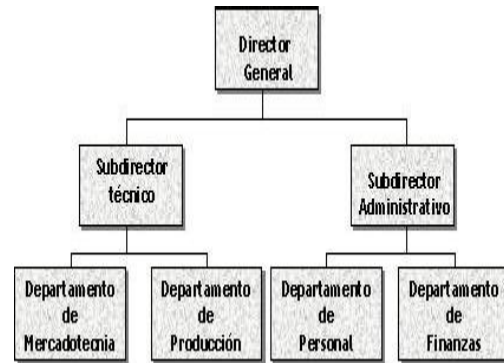 Director
General
Subdirector
técnico
Subdirector
Administrativo
Departamento
de
Mercadotecnia
Departamento
de
Producción
Departamento
de
Personal
Departamento
de
Finanzas